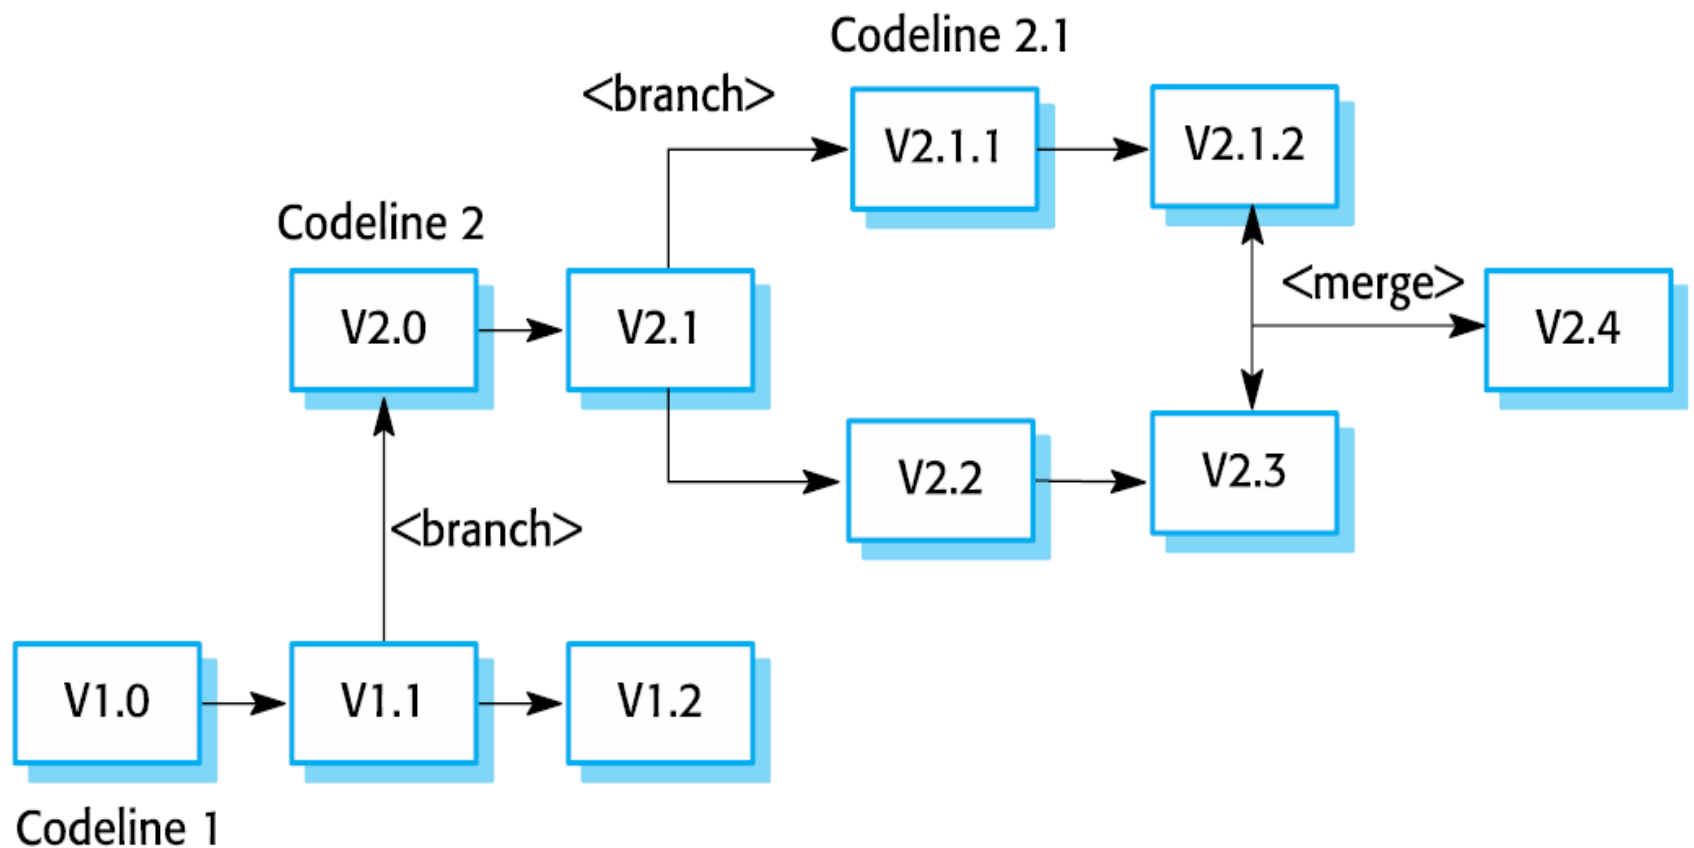 Codeline 2.1
<branch>
V2.1.1
V2.1.2
Codeline 2
<merge>
V2.0
V2.1
V2.4
V2.2
V2.3
<branch>
V1.0
V1.1
V1.2
Codeline 1